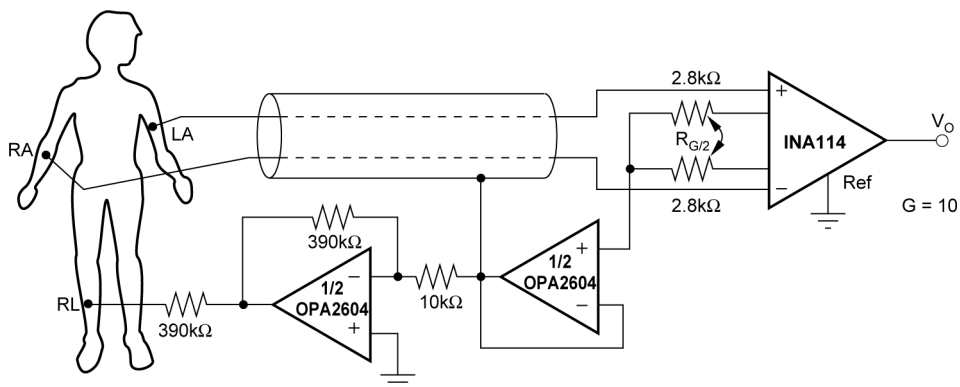 LA
RA
RL
2.8kΩ
R_G/2
2.8kΩ
+
INA114
−
Ref
V_O
G = 10
390kΩ
390kΩ
−
1/2
OPA2604
+
10kΩ
+
1/2
OPA2604
−